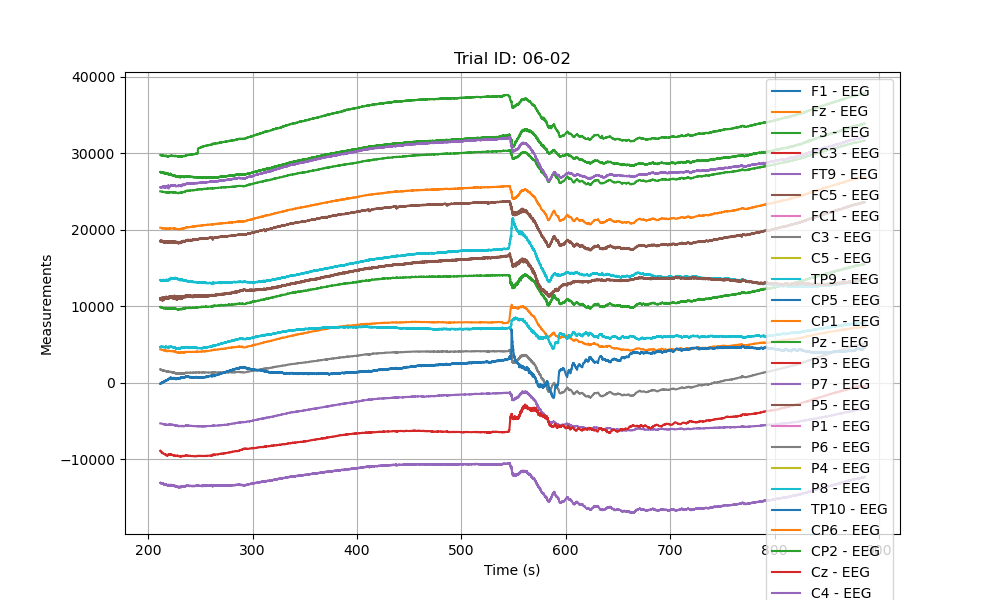 Trial ID: 06-02
40000
30000
20000
10000
0
−10000
Measurements
200
300
400
500
600
700
800
900
Time (s)
F1 - EEG
Fz - EEG
F3 - EEG
FC3 - EEG
FT9 - EEG
FC5 - EEG
FC1 - EEG
C3 - EEG
C5 - EEG
TP9 - EEG
CP5 - EEG
CP1 - EEG
Pz - EEG
P3 - EEG
P7 - EEG
P5 - EEG
P1 - EEG
P6 - EEG
P4 - EEG
P8 - EEG
TP10 - EEG
CP6 - EEG
CP2 - EEG
Cz - EEG
C4 - EEG